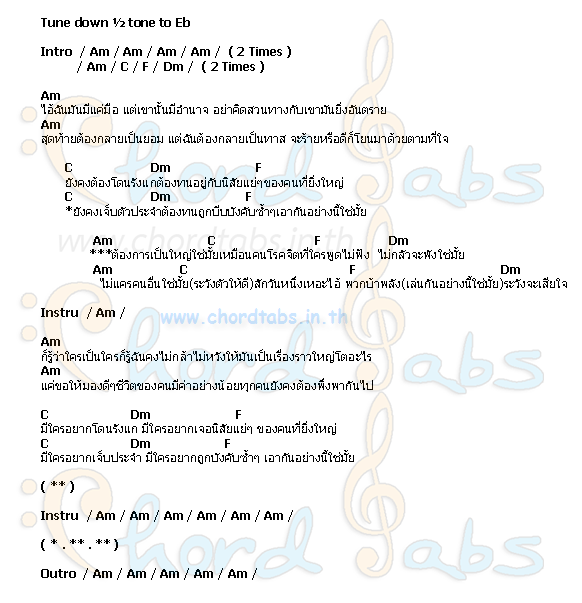 Tune down ½ tone to Eb
Intro / Am / Am / Am / Am / ( 2 Times )
/ Am / C / F / Dm / ( 2 Times )
Am
ไอ้ฉันมันมีแค่มือ แต่เขานั้นมีอำนาจ อย่าคิดสวนทางกับเขามันยิ่งอันตราย
Am
สุดท้ายต้องกลายเป็นยอม แต่ฉันต้องกลายเป็นทาส จะร้ายหรือดีก็โยนมาด้วยตามที่ใจ
C Dm F
ยังคงต้องโดนรังแกต้องทนอยู่กับนิสัยแย่ๆของคนที่ยิ่งใหญ่
C Dm F
*ยังคงเจ็บตัวประจำต้องทนถูกบีบบังคับซ้ำๆเอากันอย่างนี้ใช่มั้ย
Am C F Dm
***ต้องการเป็นใหญ่ใช่มั้ยเหมือนคนโรคจิตที่ใครพูดไม่ฟัง ไม่กลัวจะพังใช่มั้ย
Am C F Dm
ไม่แคร์คนอื่นใช่มั้ย(ระวังตัวให้ดี)สักวันหนึ่งเหอะไอ้ พวกบ้าพลัง(เล่นกันอย่างนี้ใช่มั้ย)ระวังจะเสียใจ
Instru / Am /
www.chordtabs.in.th
Am
ก็รู้ว่าใครเป็นใครก็รู้ฉันคงไม่กล้าไม่หวังให้มันเป็นเรื่องราวใหญ่โตอะไร
Am
แค่ขอให้มองดีๆชีวิตของคนมีค่าอย่างน้อยทุกคนยังคงต้องพึ่งพากันไป
C Dm F
มีใครอยากโดนรังแก มีใครอยากเจอนิสัยแย่ๆ ของคนที่ยิ่งใหญ่
C Dm F
มีใครอยากเจ็บประจำ มีใครอยากถูกบังคับซ้ำๆ เอากันอย่างนี้ใช่มั้ย
( ** )
Instru / Am / Am / Am / Am / Am / Am /
( * . ** . ** )
Outro / Am / Am / Am / Am / Am /